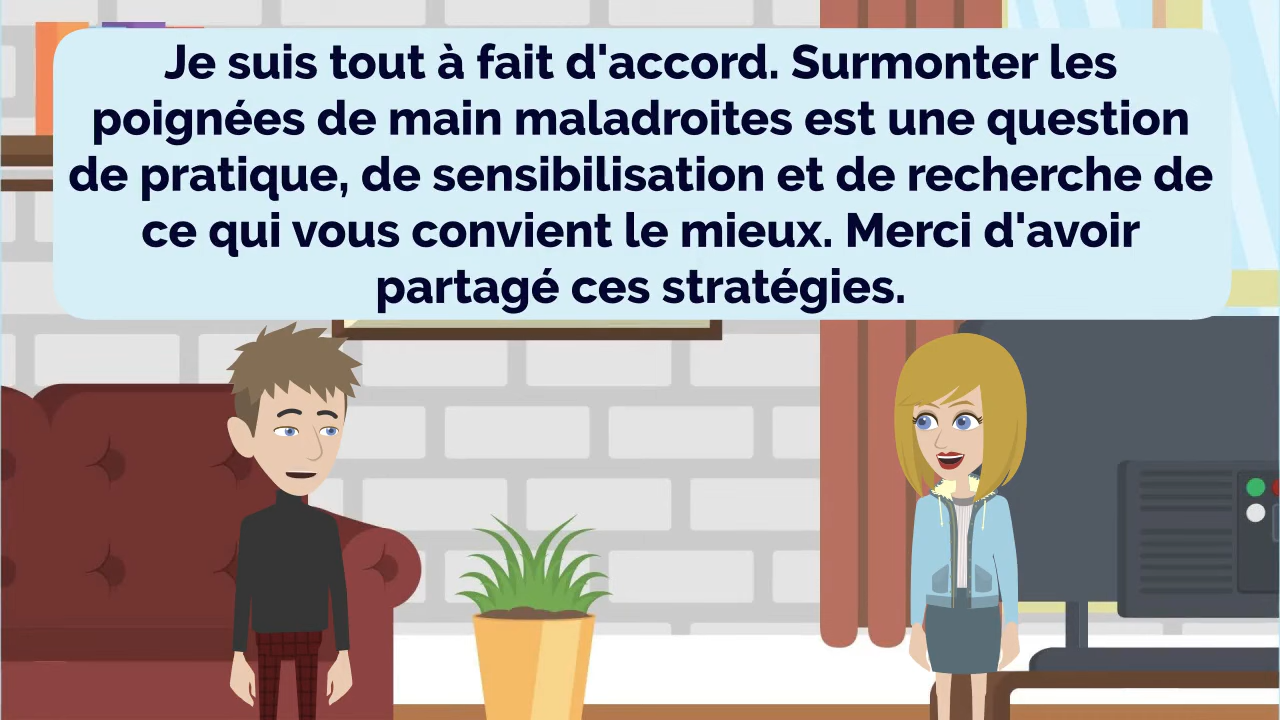 Je suis tout à fait d'accord. Surmonter les
poignées de main maladroites est une question
de pratique, de sensibilisation et de recherche de
ce qui vous convient le mieux. Merci d'avoir
partagé ces stratégies.